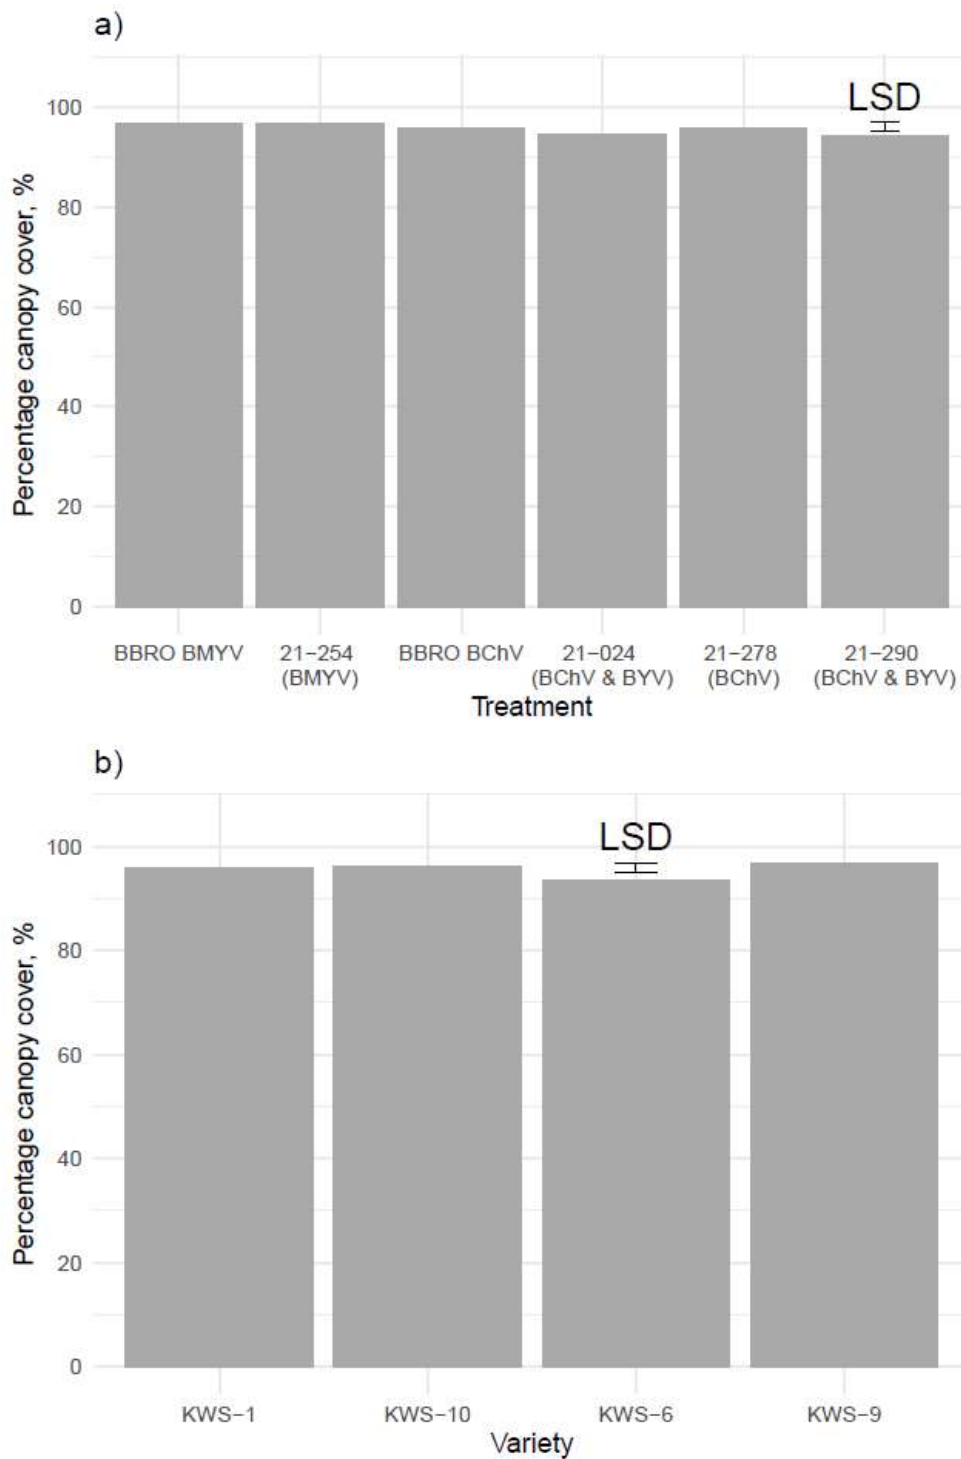 a)
LSD
100
80
60
40
20
0
Percentage canopy cover, %
BBRO BMYV
21−254
(BMYV)
BBRO BChV
21−024
(BChV & BYV)
21−278
(BChV)
21−290
(BChV & BYV)
Treatment
b)
LSD
100
80
60
40
20
0
Percentage canopy cover, %
KWS−1
KWS−10
KWS−6
KWS−9
Variety